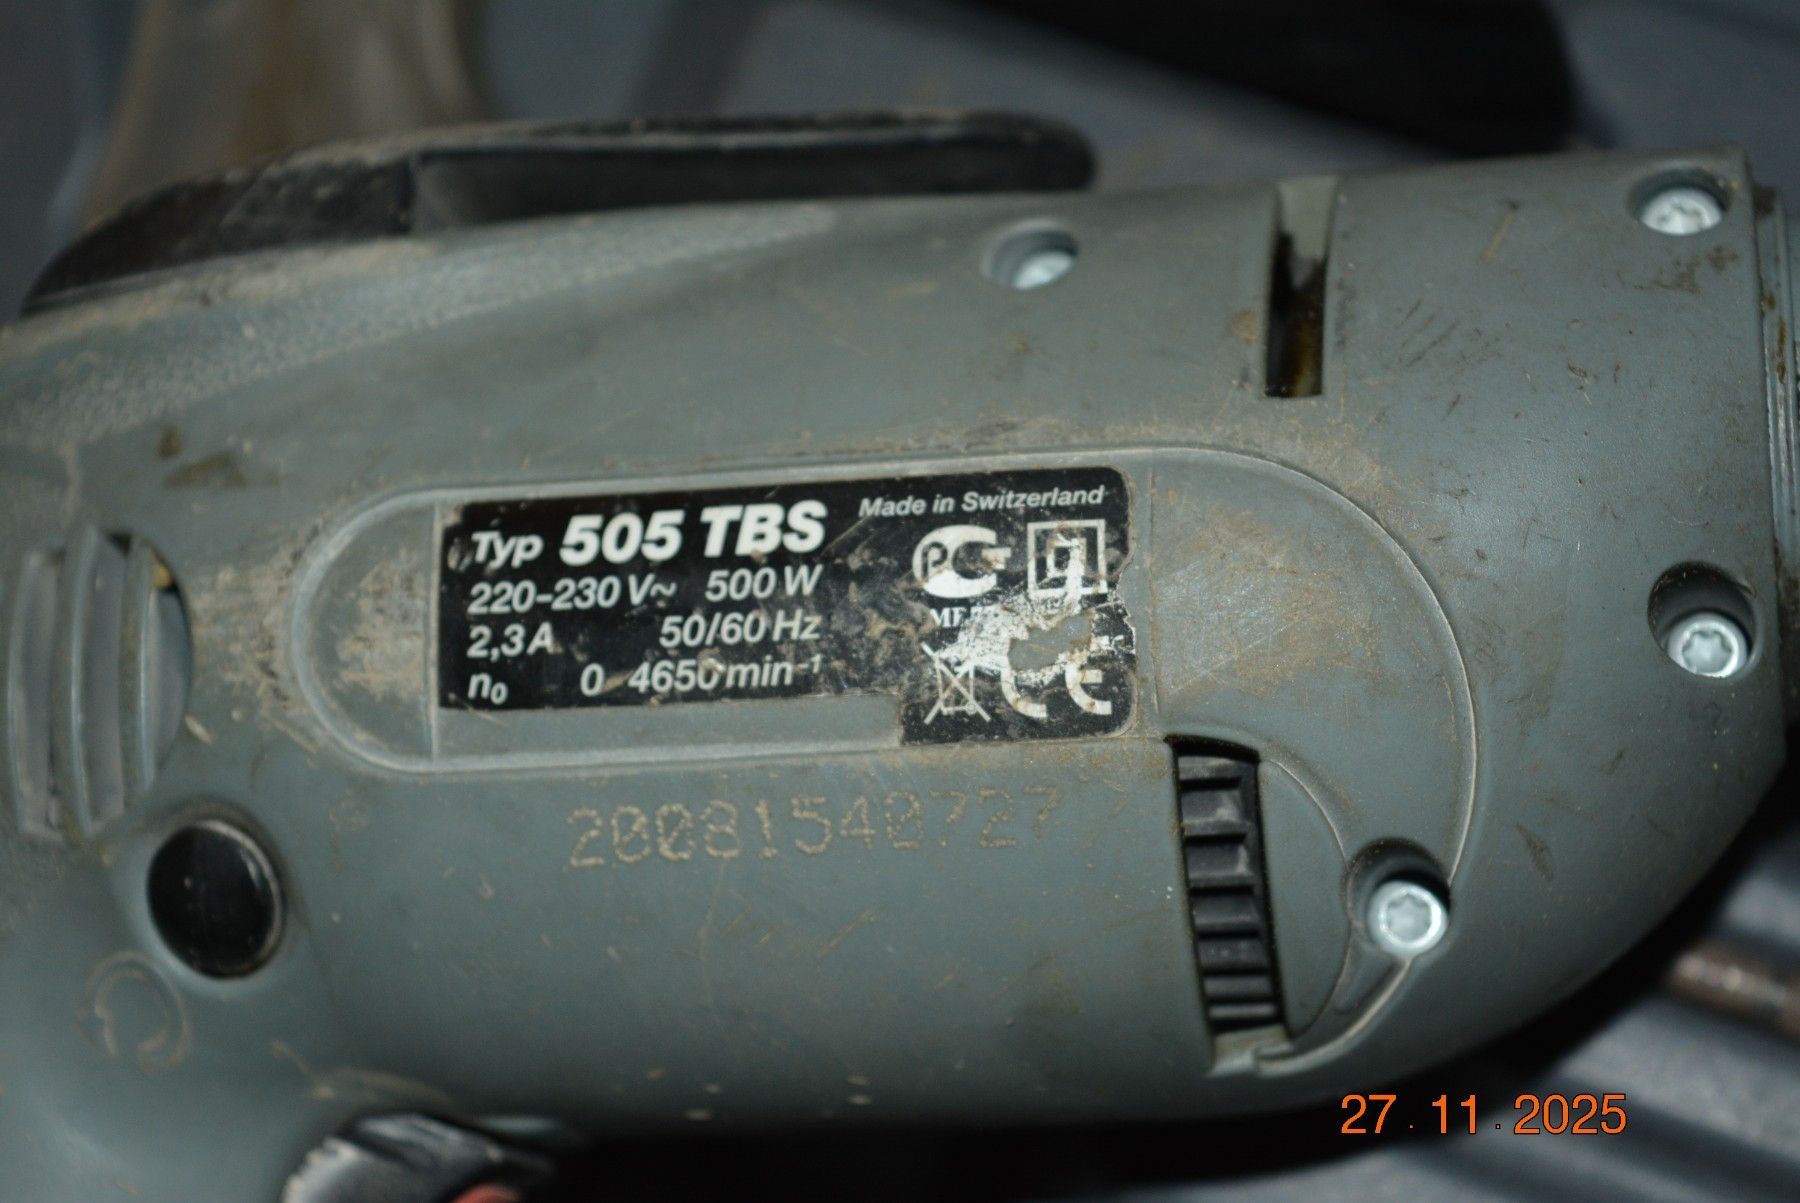 Typ 505 TBS Made in Switzerland
220-230 V~ 500 W
2,3 A 50/60 Hz
n₀ 0 4650 min⁻¹
PC
CE
20081540727
27.11.2025